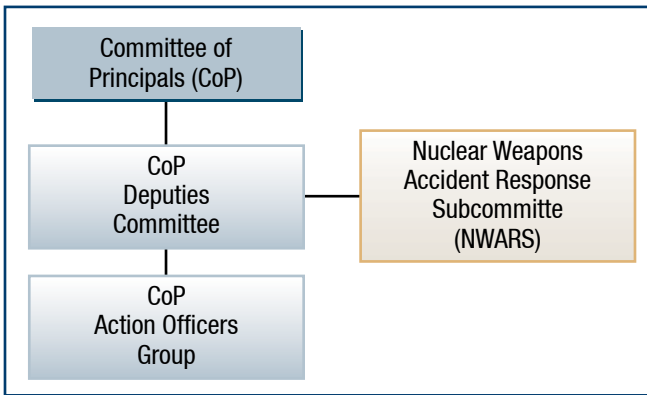 Committee of
Principals (CoP)
CoP
Deputies
Committee
Nuclear Weapons
Accident Response
Subcommitte
(NWARS)
CoP
Action Officers
Group